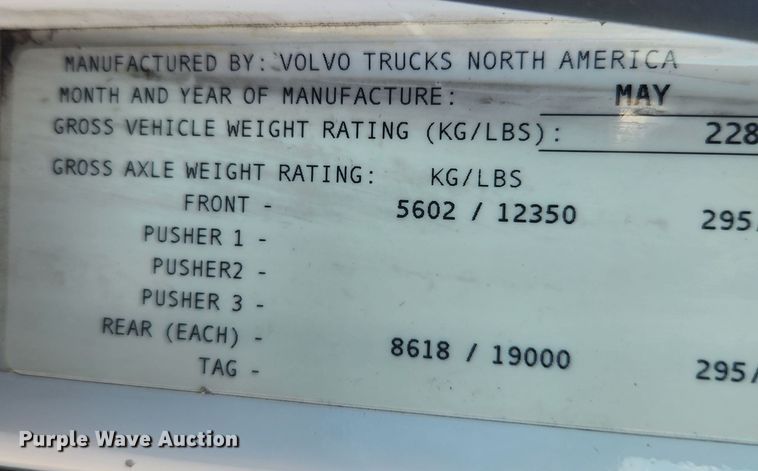 MANUFACTURED BY: VOLVO TRUCKS NORTH AMERICA
MONTH AND YEAR OF MANUFACTURE: MAY
GROSS VEHICLE WEIGHT RATING (KG/LBS): 228
GROSS AXLE WEIGHT RATING: KG/LBS
FRONT - 5602 / 12350 295/
PUSHER 1 -
PUSHER2 -
PUSHER 3 -
REAR (EACH) - 8618 / 19000 295/
TAG -
Purple Wave Auction